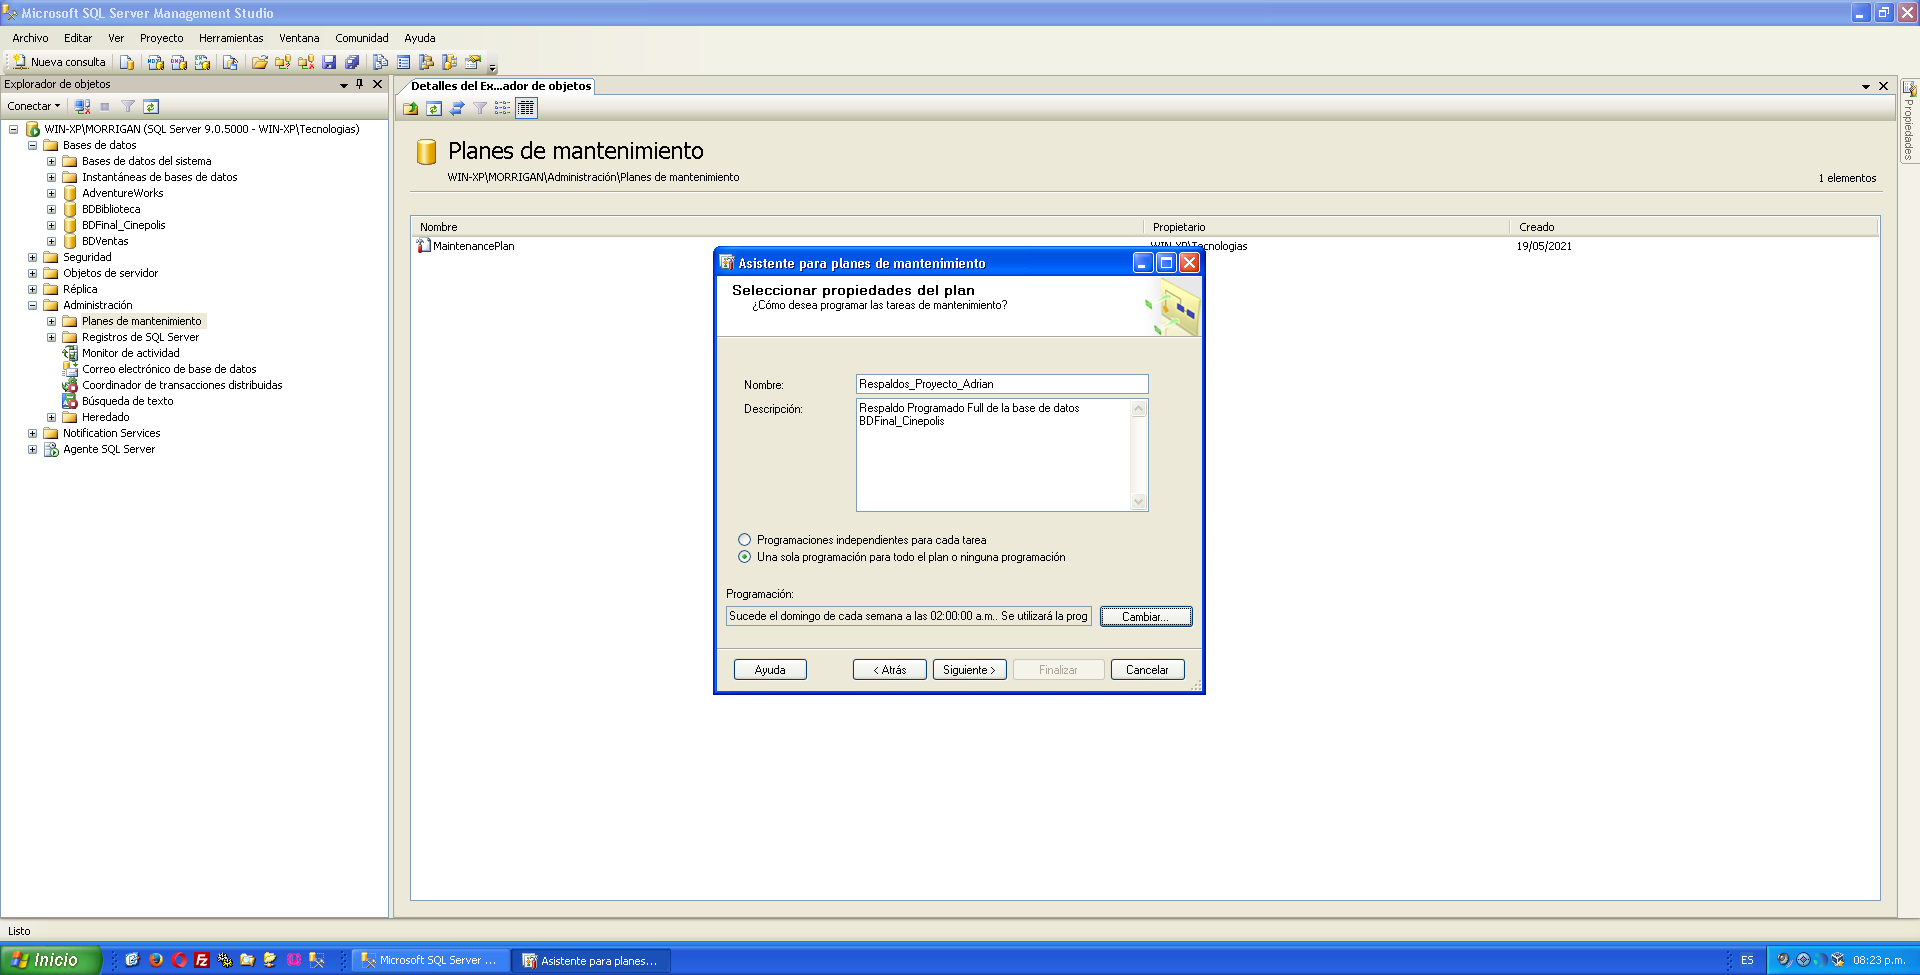 Microsoft SQL Server Management Studio
Archivo Editar Ver Proyecto Herramientas Ventana Comunidad Ayuda
Nueva consulta
Explorador de objetos
Conectar
WIN-XP\MORRIGAN (SQL Server 9.0.5000 - WIN-XP\Tecnologias)
Bases de datos
Bases de datos del sistema
Instantáneas de bases de datos
AdventureWorks
BDBiblioteca
BDFinal_Cinepolis
BDVentas
Seguridad
Objetos de servidor
Réplica
Administración
Planes de mantenimiento
Registros de SQL Server
Monitor de actividad
Correo electrónico de base de datos
Coordinador de transacciones distribuidas
Búsqueda de texto
Heredado
Notification Services
Agente SQL Server
Detalles del Ex...ador de objetos
Planes de mantenimiento
WIN-XP\MORRIGAN\Administración\Planes de mantenimiento
1 elementos
Nombre Propietario Creado
MaintenancePlan WIN-XP\Tecnologias 19/05/2021
Propiedades
Asistente para planes de mantenimiento
Seleccionar propiedades del plan
¿Cómo desea programar las tareas de mantenimiento?
Nombre: Respaldos_Proyecto_Adrian
Descripción: Respaldo Programado Full de la base de datos
BDFinal_Cinepolis
Programaciones independientes para cada tarea
Una sola programación para todo el plan o ninguna programación
Programación:
Sucede el domingo de cada semana a las 02:00:00 a.m.. Se utilizará la prog Cambiar...
Ayuda < Atrás Siguiente > Finalizar Cancelar
Listo
Inicio Microsoft SQL Server ... Asistente para planes... ES 08:23 p.m.